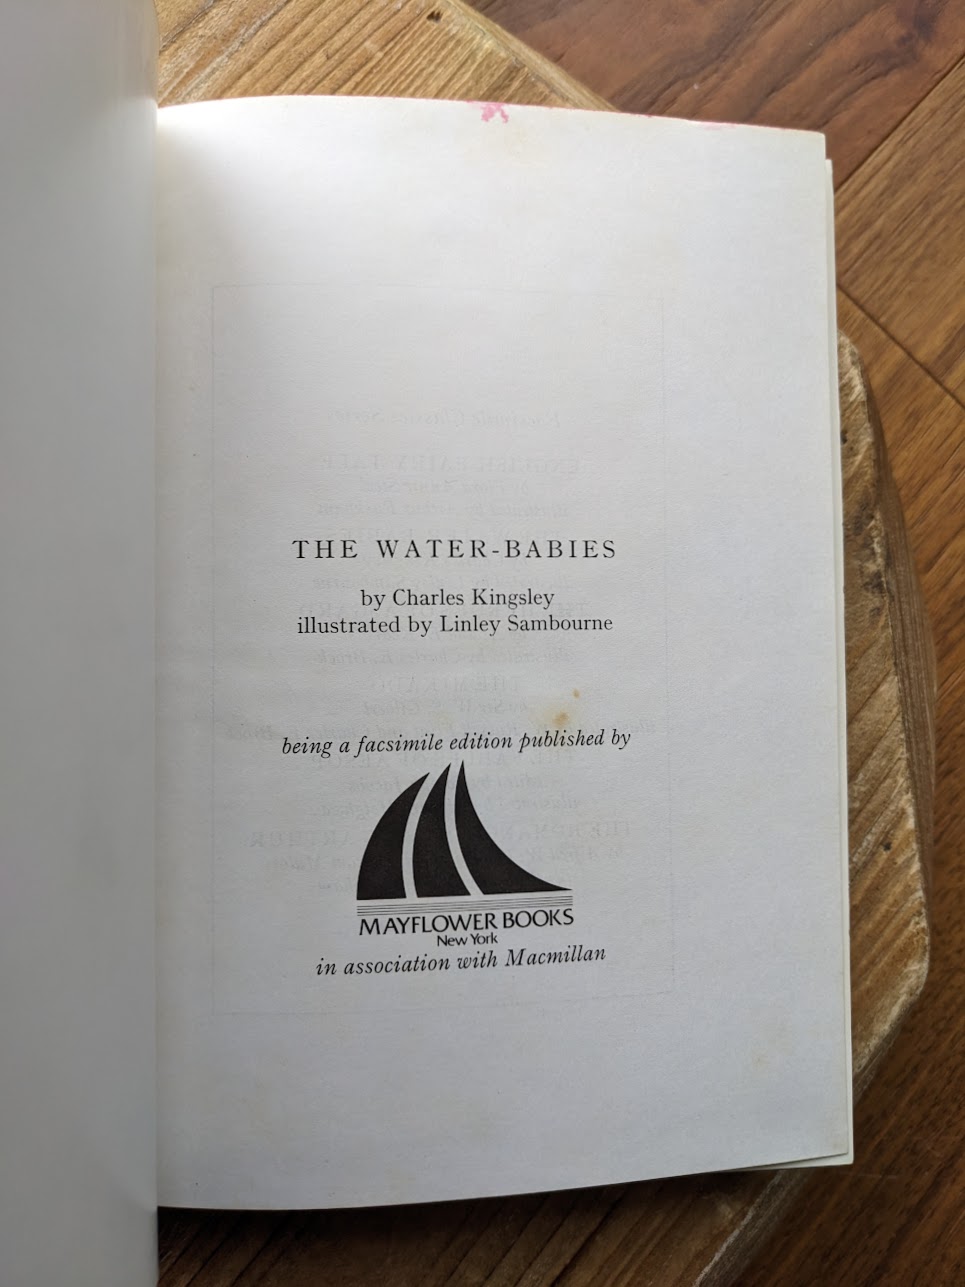 THE WATER-BABIES
by Charles Kingsley
illustrated by Linley Sambourne
being a facsimile edition published by
MAYFLOWER BOOKS
New York
in association with Macmillan